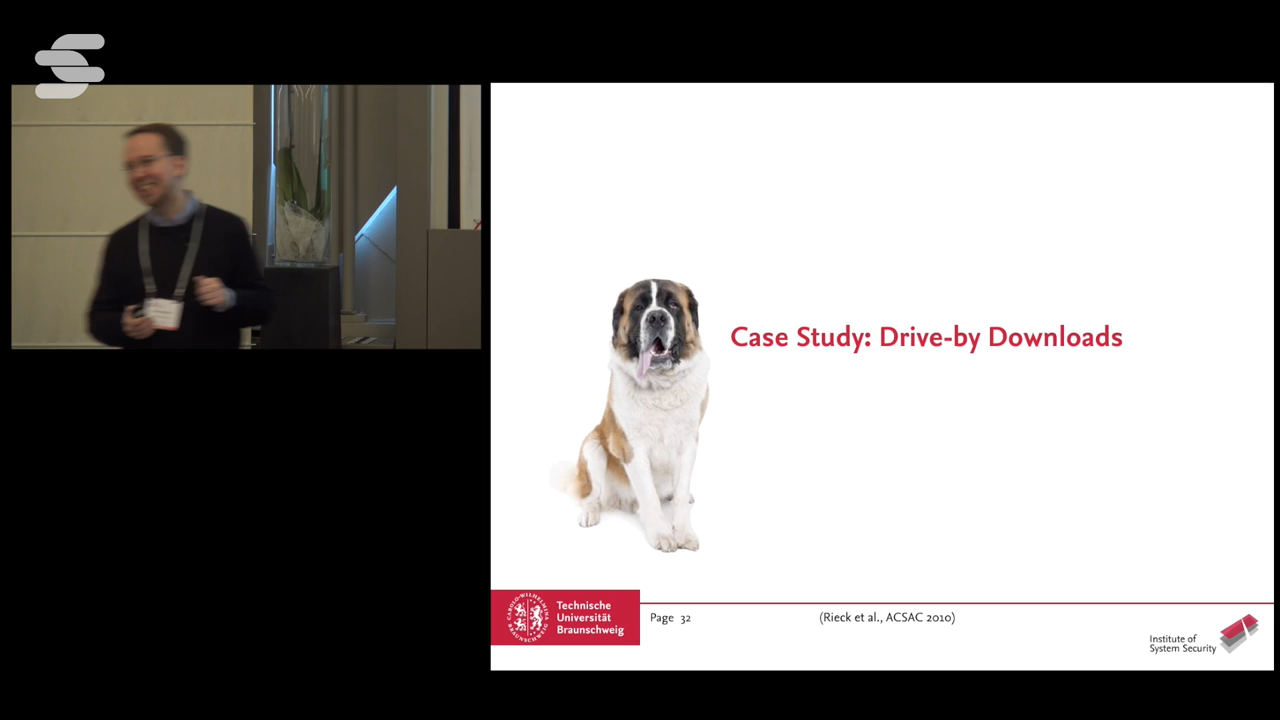 Case Study: Drive-by Downloads
Technische
Universität
Braunschweig
Page 32
(Rieck et al., ACSAC 2010)
Institute of
System Security